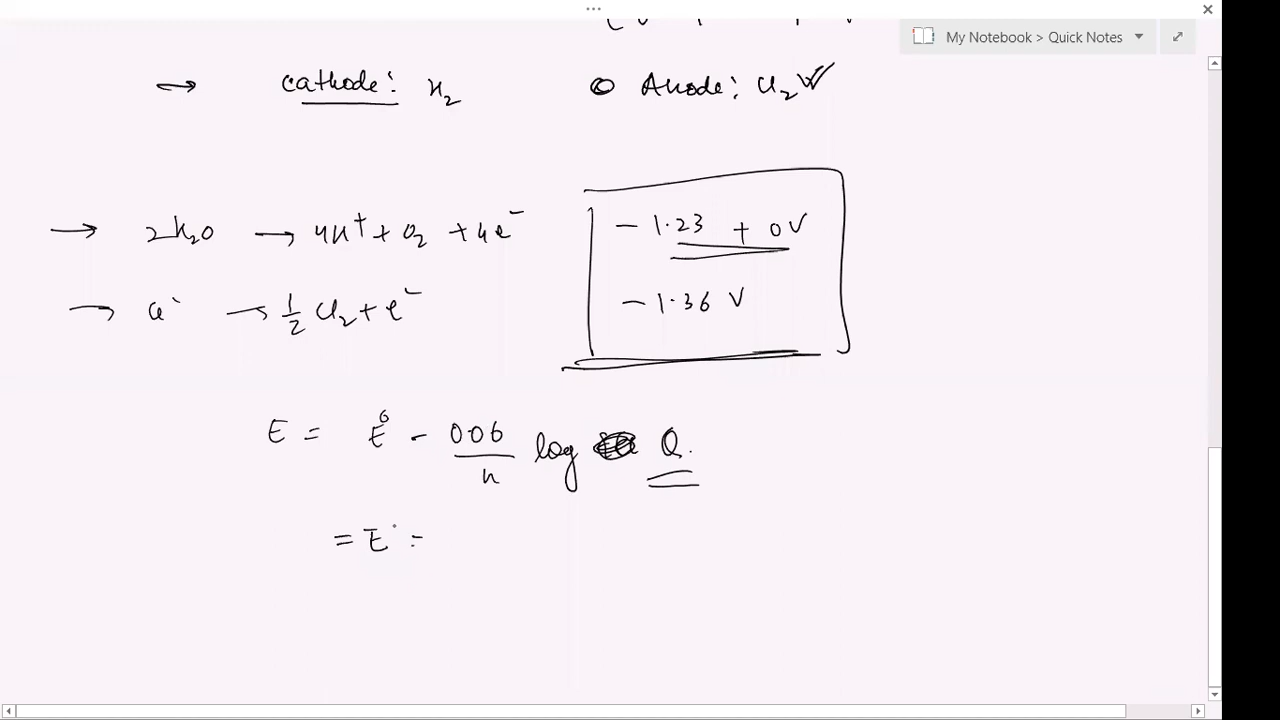 My Notebook > Quick Notes
→ cathode: H₂ Anode: Cl₂
→ 2H₂O → 4H⁺ + O₂ + 4e⁻ - 1.23 + 0V
→ Cl⁻ → 1/2 Cl₂ + e⁻ - 1.36 V
E = E⁰ - 0.06/n log Q.
= E° -